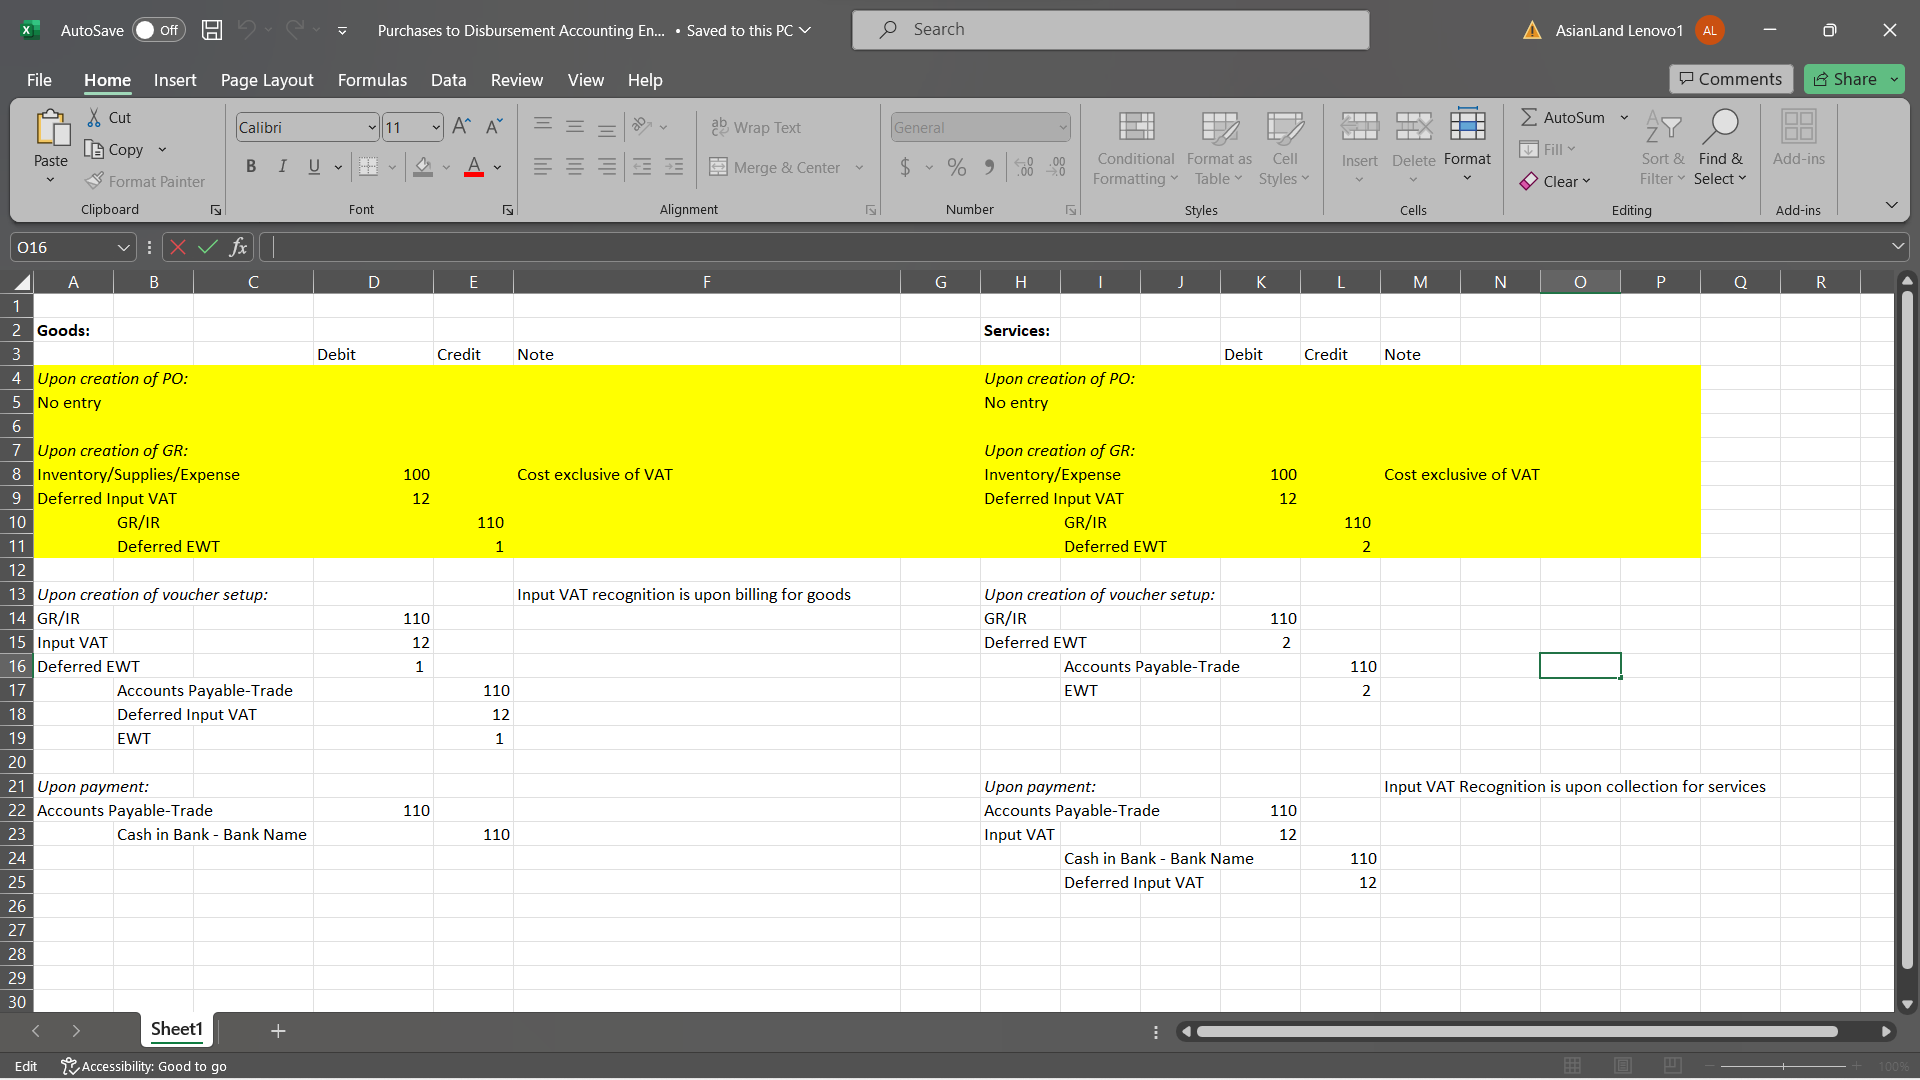 AutoSave Off Purchases to Disbursement Accounting En... • Saved to this PC Search AsianLand Lenovo1 AL
File Home Insert Page Layout Formulas Data Review View Help Comments Share
Paste Cut Copy Format Painter Clipboard
Calibri 11 B I U A Font
ab Wrap Text Merge & Center Alignment
General $ % Number
Conditional Formatting Format as Table Cell Styles Styles
Insert Delete Format Cells
AutoSum Fill Clear Sort & Filter Find & Select Editing
Add-ins Add-ins
O16 fx
A B C D E F G H I J K L M N O P Q R
1
2 Goods: Services:
3 Debit Credit Note Debit Credit Note
4 Upon creation of PO: Upon creation of PO:
5 No entry No entry
6
7 Upon creation of GR: Upon creation of GR:
8 Inventory/Supplies/Expense 100 Cost exclusive of VAT Inventory/Expense 100 Cost exclusive of VAT
9 Deferred Input VAT 12 Deferred Input VAT 12
10 GR/IR 110 GR/IR 110
11 Deferred EWT 1 Deferred EWT 2
12
13 Upon creation of voucher setup: Input VAT recognition is upon billing for goods Upon creation of voucher setup:
14 GR/IR 110 GR/IR 110
15 Input VAT 12 Deferred EWT 2
16 Deferred EWT 1 Accounts Payable-Trade 110
17 Accounts Payable-Trade 110 EWT 2
18 Deferred Input VAT 12
19 EWT 1
20
21 Upon payment: Upon payment: Input VAT Recognition is upon collection for services
22 Accounts Payable-Trade 110 Accounts Payable-Trade 110
23 Cash in Bank - Bank Name 110 Input VAT 12
24 Cash in Bank - Bank Name 110
25 Deferred Input VAT 12
26
27
28
29
30
Sheet1
Edit Accessibility: Good to go 100%